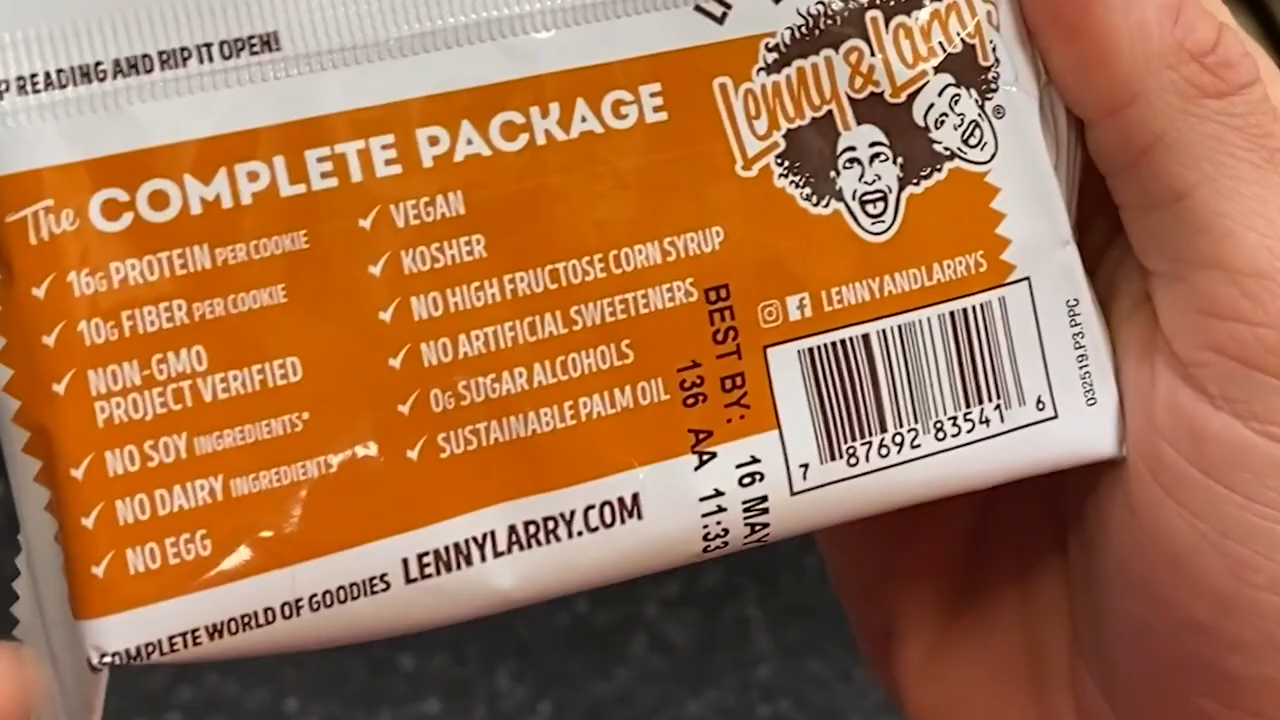 READING AND RIP IT OPEN!
The COMPLETE PACKAGE
16G PROTEIN PER COOKIE
10G FIBER PER COOKIE
NON-GMO
PROJECT VERIFIED
NO SOY INGREDIENTS*
NO DAIRY INGREDIENTS
NO EGG
VEGAN
KOSHER
NO HIGH FRUCTOSE CORN SYRUP
NO ARTIFICIAL SWEETENERS
0G SUGAR ALCOHOLS
SUSTAINABLE PALM OIL
Lenny & Larry's
®
LENNYANDLARRYS
BEST BY: 16 MAY
136 AA 11:33
7 87692 83541 6
032519.P3.PPC
COMPLETE WORLD OF GOODIES LENNYLARRY.COM